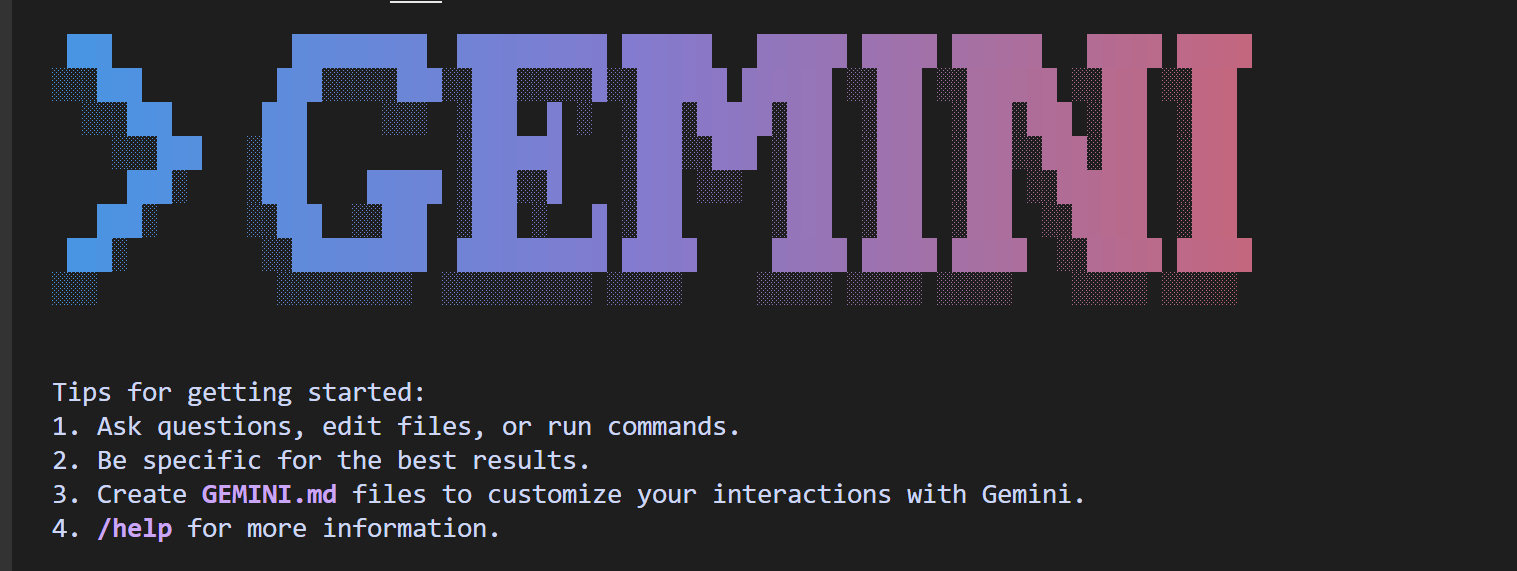 > GEMINI
Tips for getting started:
1. Ask questions, edit files, or run commands.
2. Be specific for the best results.
3. Create GEMINI.md files to customize your interactions with Gemini.
4. /help for more information.